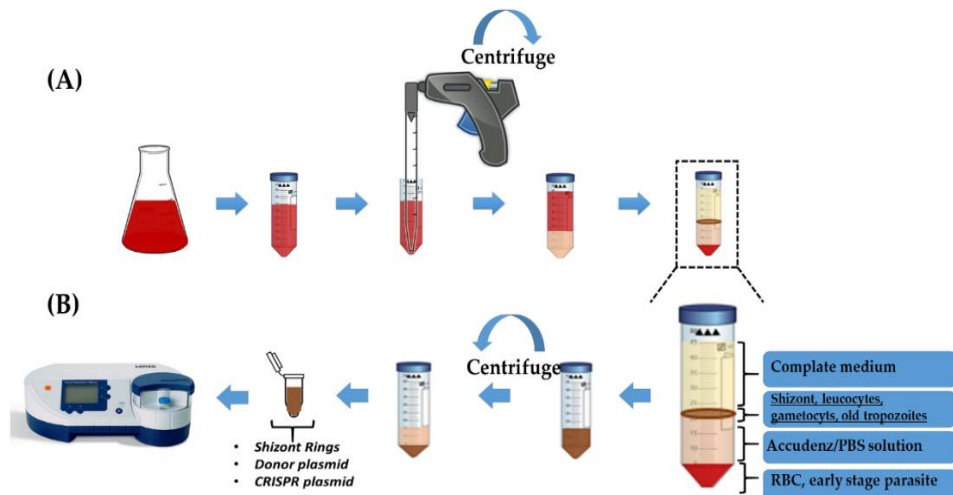 Centrifuge
(A)
(B)
Centrifuge
Complate medium
Shizont, leucocytes,
gametocyts, old tropozoites
Accudenz/PBS solution
RBC, early stage parasite
• Shizont Rings
• Donor plasmid
• CRISPR plasmid